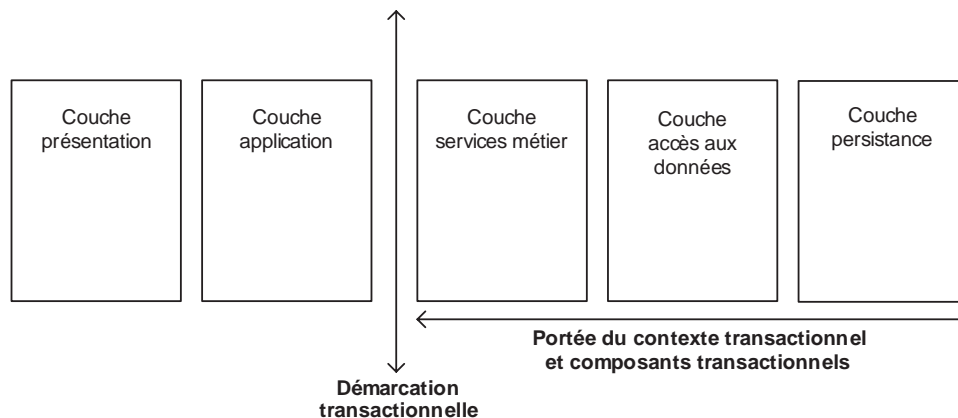 Couche
présentation
Couche
application
Couche
services métier
Couche
accès aux
données
Couche
persistance
Portée du contexte transactionnel
et composants transactionnels
Démarcation
transactionnelle